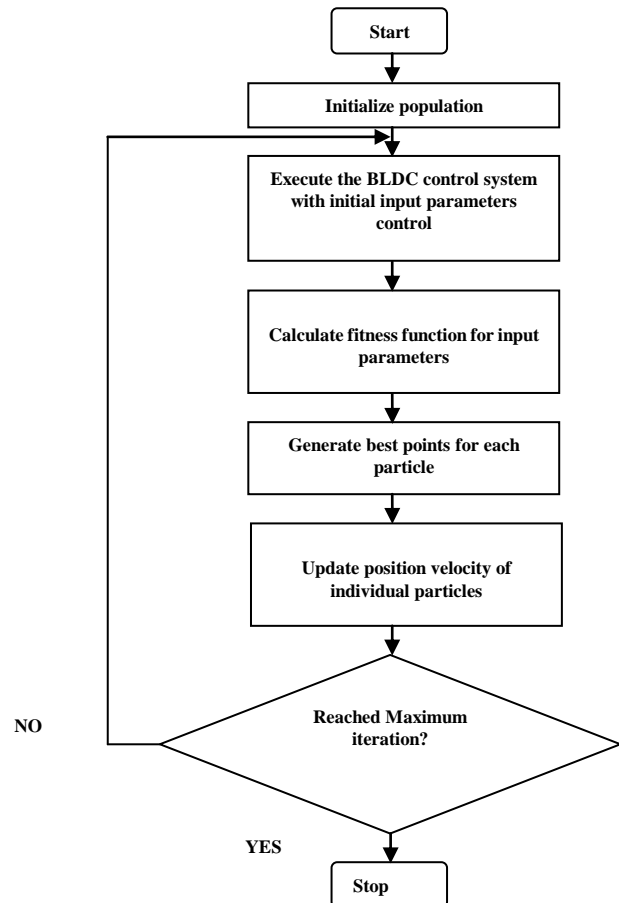 Start
Initialize population
Execute the BLDC control system
with initial input parameters
control
Calculate fitness function for input
parameters
Generate best points for each
particle
Update position velocity of
individual particles
Reached Maximum
iteration?
NO
YES
Stop